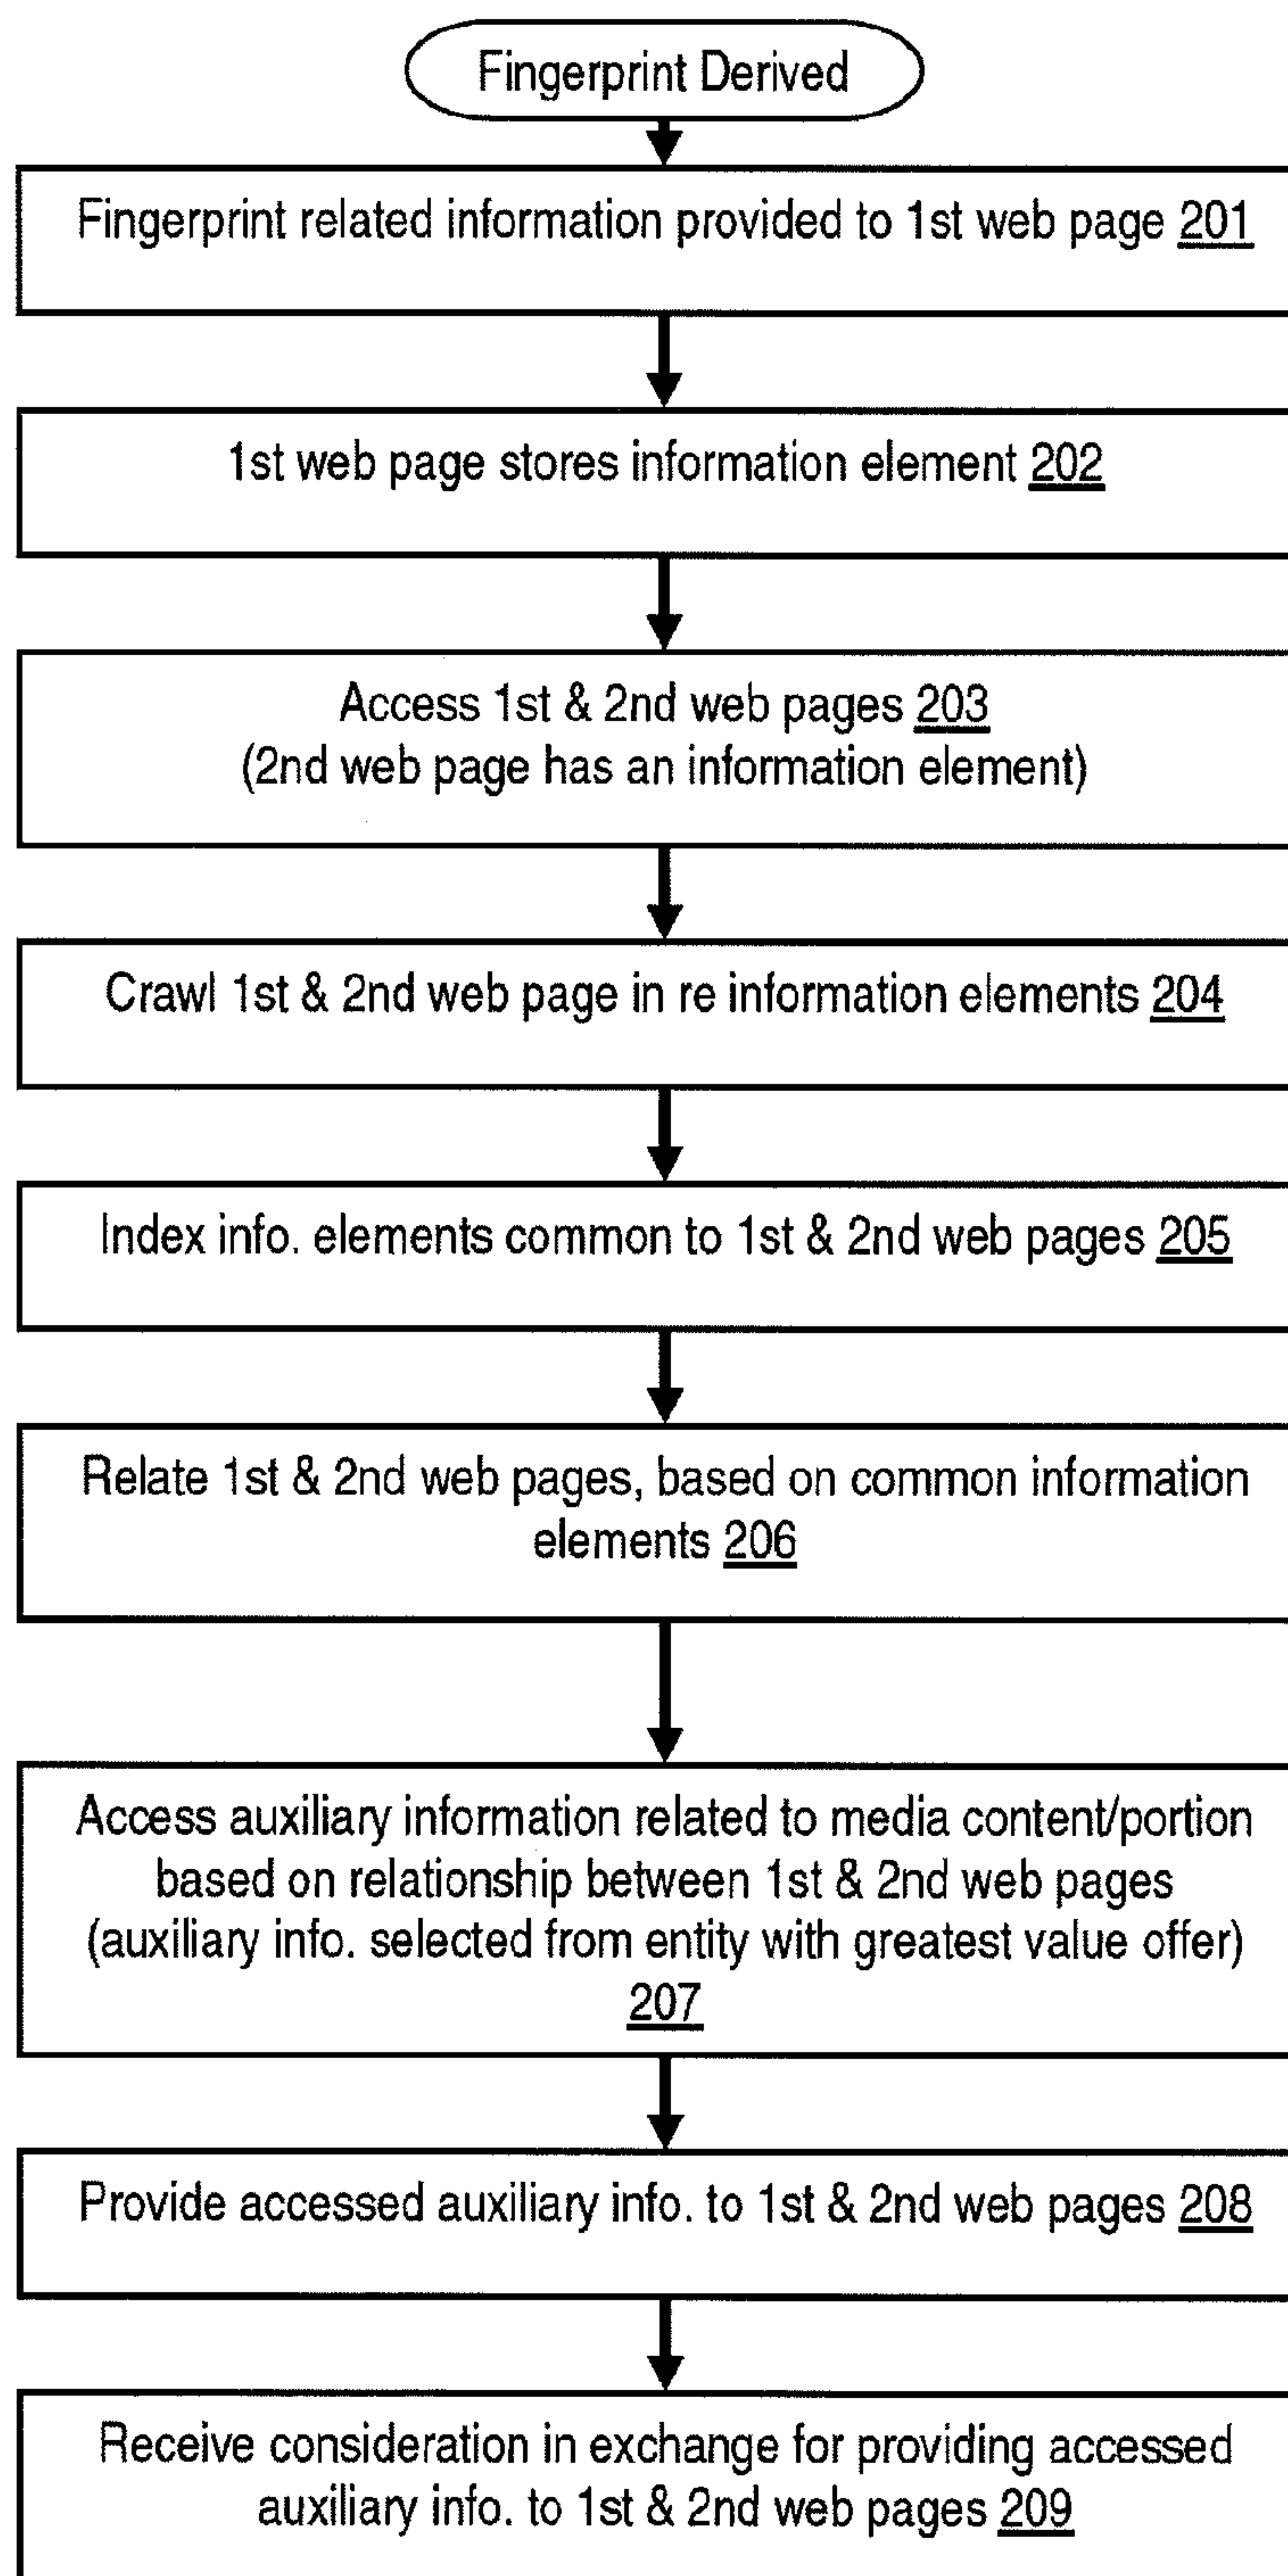 Fingerprint Derived
Fingerprint related information provided to 1st web page 201
1st web page stores information element 202
Access 1st & 2nd web pages 203
(2nd web page has an information element)
Crawl 1st & 2nd web page in re information elements 204
Index info. elements common to 1st & 2nd web pages 205
Relate 1st & 2nd web pages, based on common information
elements 206
Access auxiliary information related to media content/portion
based on relationship between 1st & 2nd web pages
(auxiliary info. selected from entity with greatest value offer)
207
Provide accessed auxiliary info. to 1st & 2nd web pages 208
Receive consideration in exchange for providing accessed
auxiliary info. to 1st & 2nd web pages 209